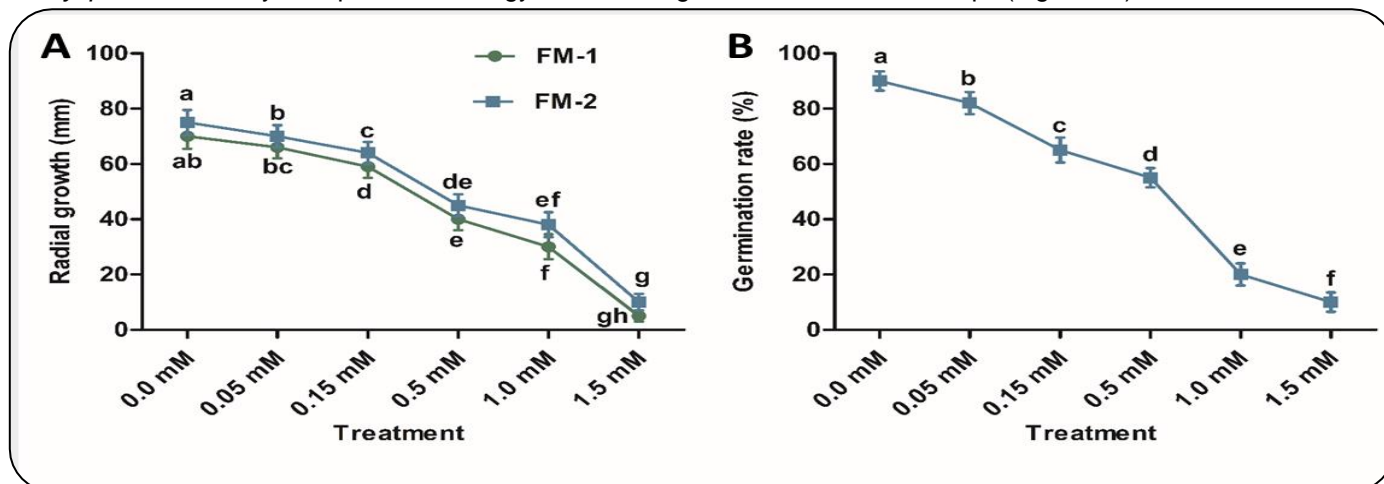 A
Radial growth (mm)
100
80
60
40
20
0
FM-1
FM-2
a
b
c
de
ef
g
ab
bc
d
e
f
gh
0.0 mM
0.05 mM
0.15 mM
0.5 mM
1.0 mM
1.5 mM
Treatment
B
Germination rate (%)
100
80
60
40
20
0
a
b
c
d
e
f
0.0 mM
0.05 mM
0.15 mM
0.5 mM
1.0 mM
1.5 mM
Treatment